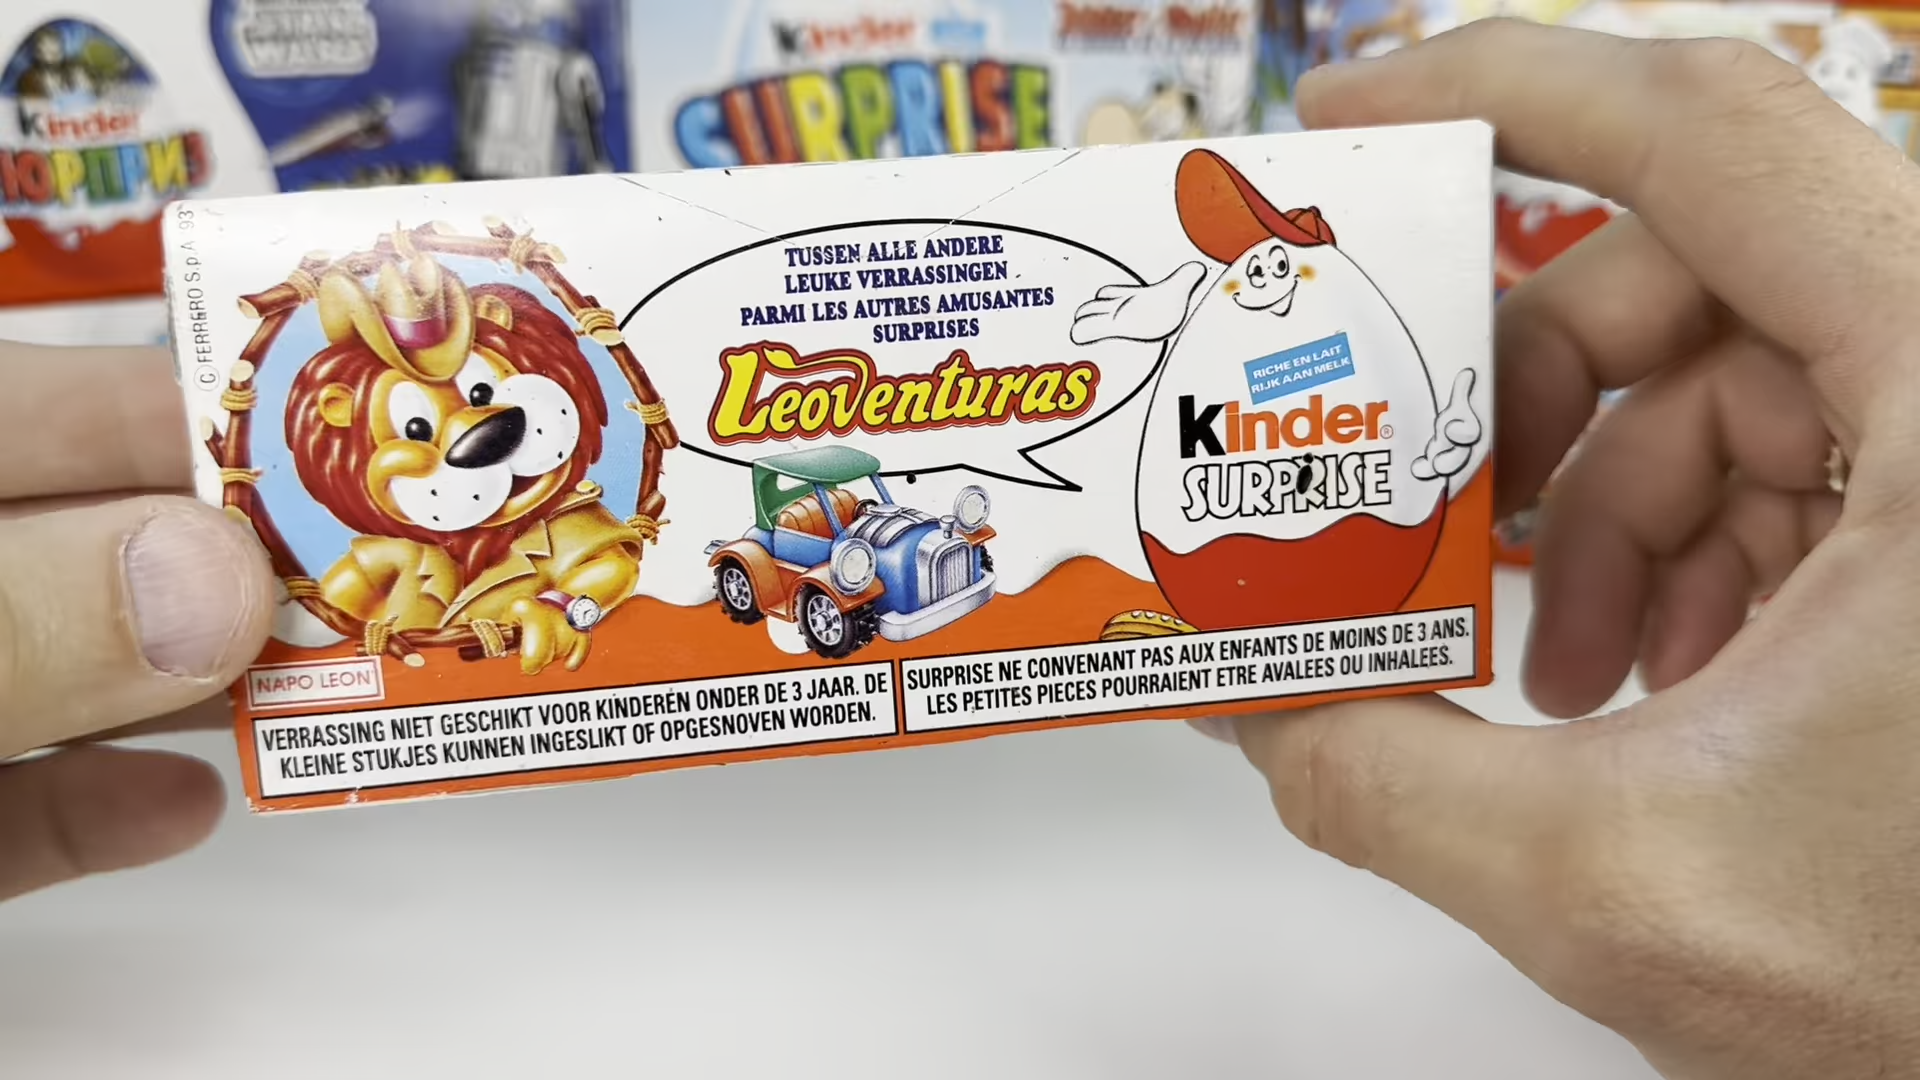 Kinder
ЮРПРИЗ
Kinder
SURPRISE
© FERRERO S.p.A. 93
TUSSEN ALLE ANDERE
LEUKE VERRASSINGEN
PARMI LES AUTRES AMUSANTES
SURPRISES
Leoventuras
RICHE EN LAIT
RIJK AAN MELK
Kinder®
SURPRISE
NAPO LEON
VERRASSING NIET GESCHIKT VOOR KINDEREN ONDER DE 3 JAAR. DE
KLEINE STUKJES KUNNEN INGESLIKT OF OPGESNOVEN WORDEN.
SURPRISE NE CONVENANT PAS AUX ENFANTS DE MOINS DE 3 ANS.
LES PETITES PIECES POURRAIENT ETRE AVALEES OU INHALEES.